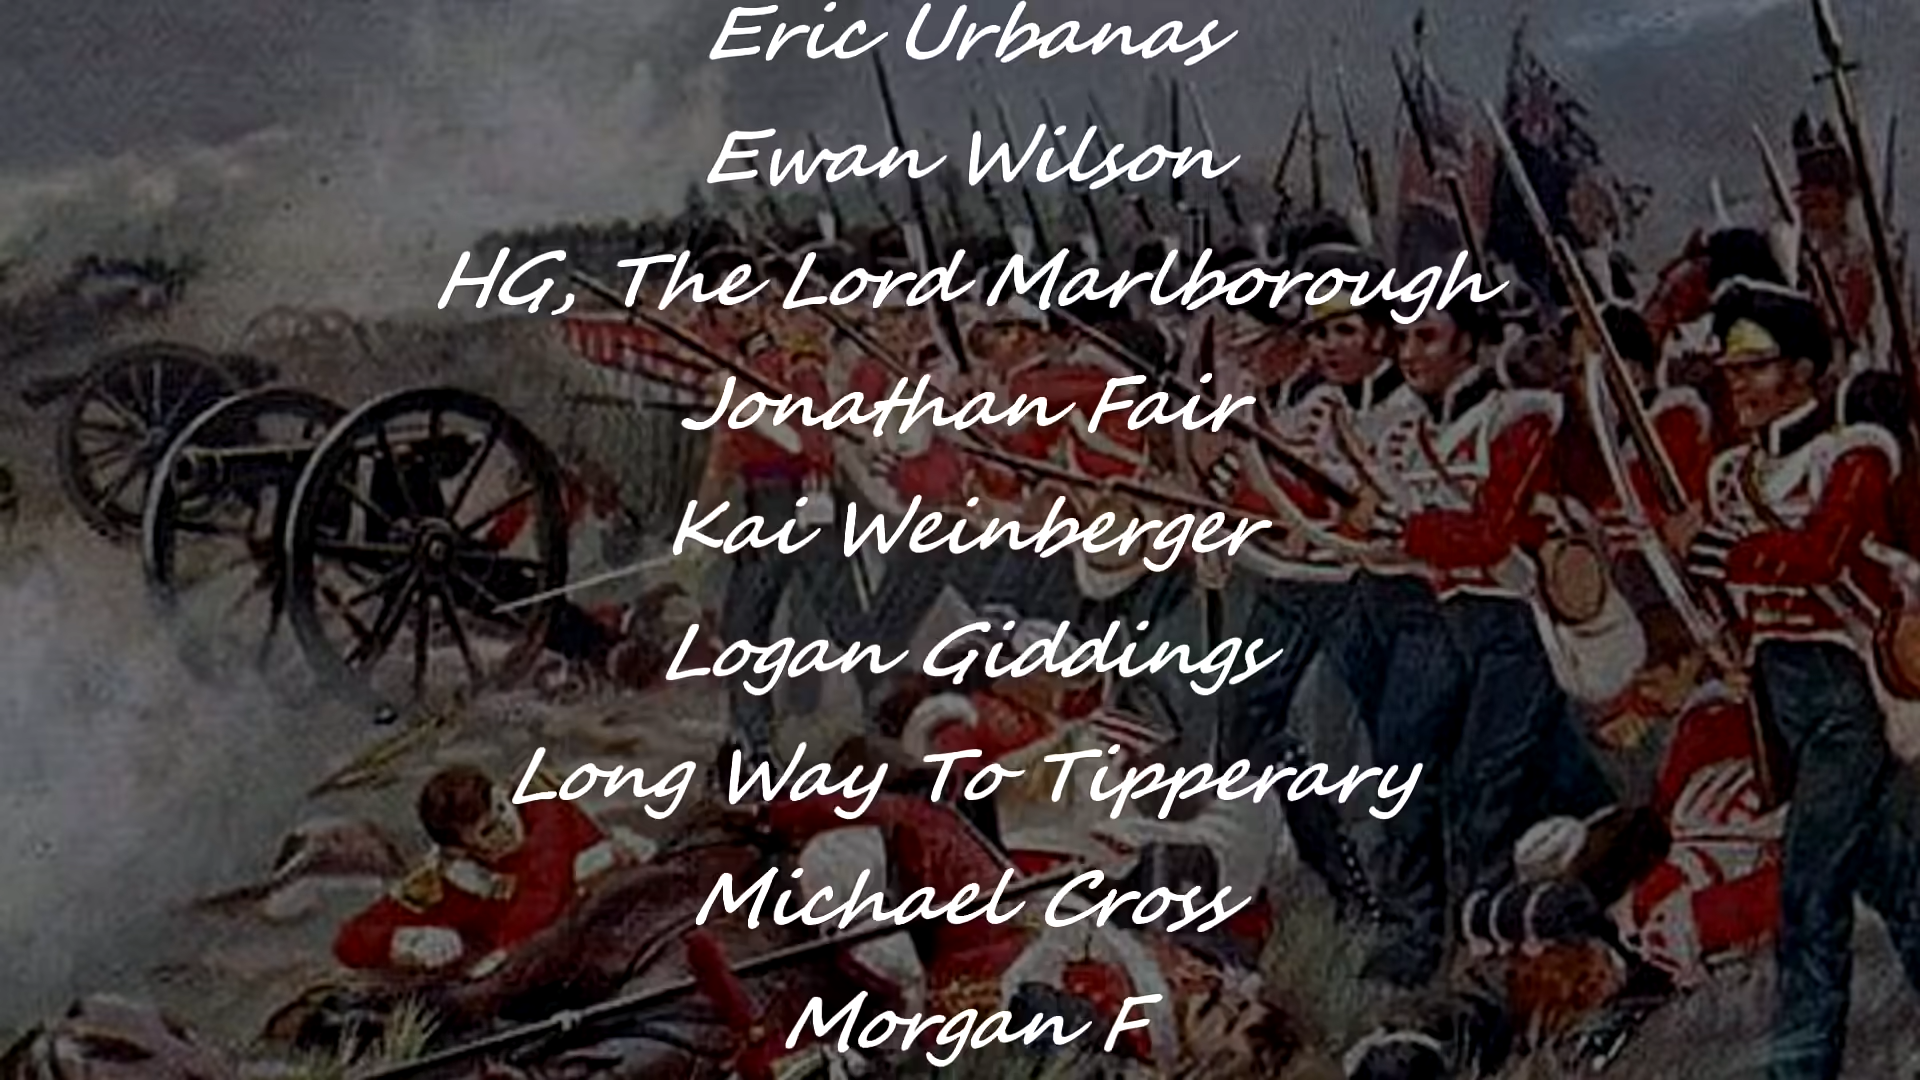 Eric Urbanas
Ewan Wilson
HG, The Lord Marlborough
Jonathan Fair
Kai Weinberger
Logan Giddings
Long Way To Tipperary
Michael Cross
Morgan F